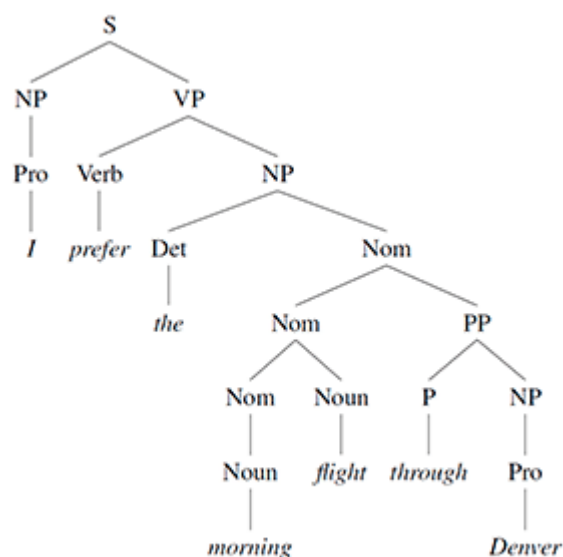 S
NP VP
Pro Verb NP
I prefer Det Nom
the Nom PP
Nom Noun P NP
Noun flight through Pro
morning Denver